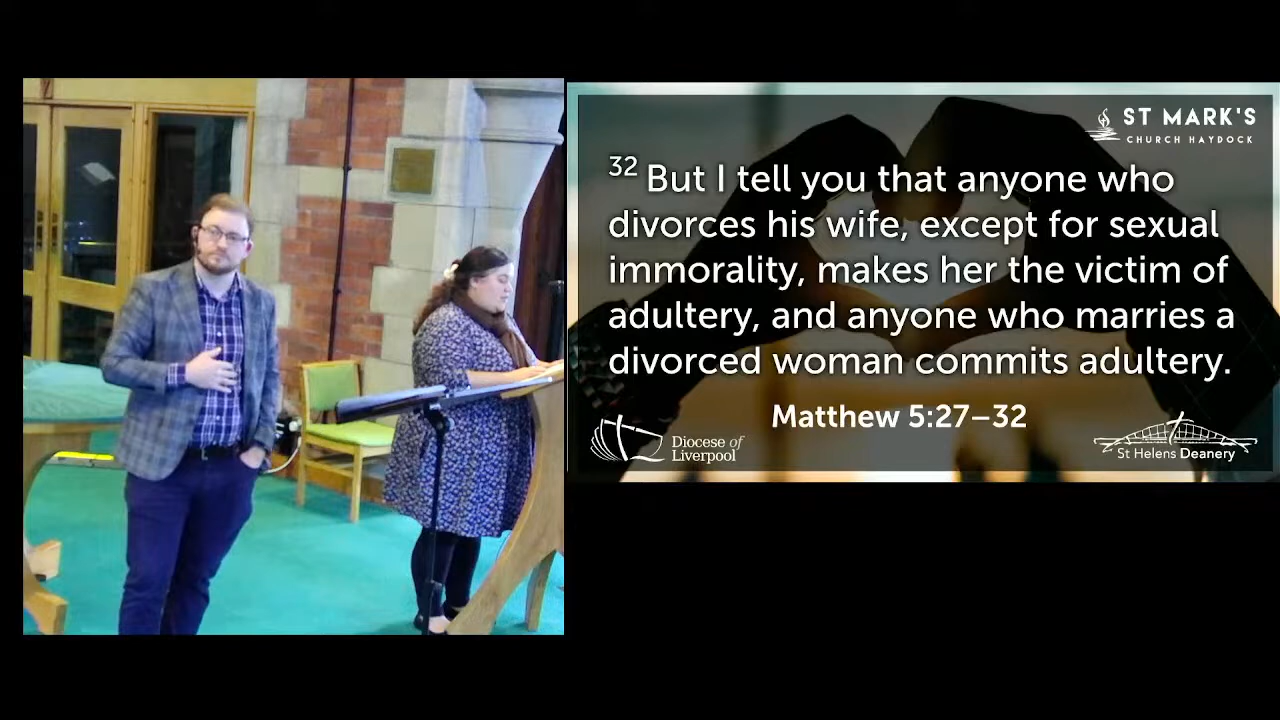 ST MARK'S
CHURCH HAYDOCK
32 But I tell you that anyone who
divorces his wife, except for sexual
immorality, makes her the victim of
adultery, and anyone who marries a
divorced woman commits adultery.
Matthew 5:27–32
Diocese of
Liverpool
St Helens Deanery